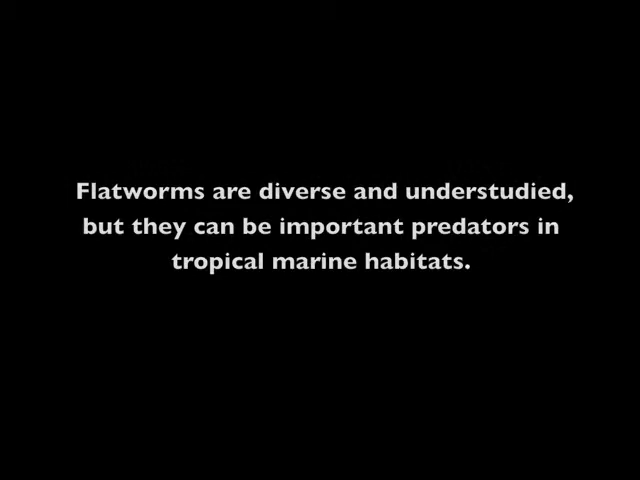 Flatworms are diverse and understudied,
but they can be important predators in
tropical marine habitats.